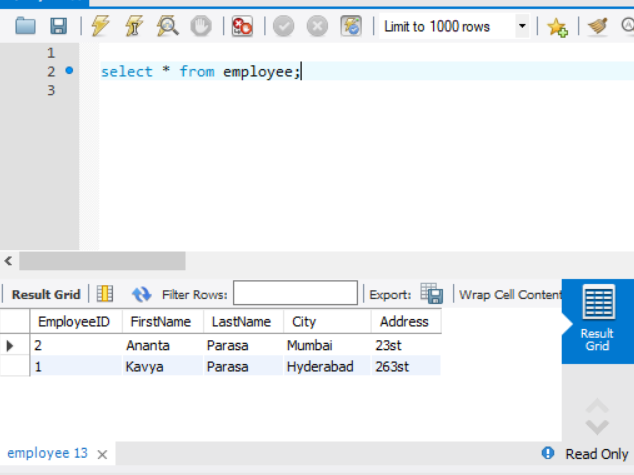 Limit to 1000 rows
1
2 select * from employee;
3
Result Grid Filter Rows: Export: Wrap Cell Content
Result Grid
EmployeeID FirstName LastName City Address
2 Ananta Parasa Mumbai 23st
1 Kavya Parasa Hyderabad 263st
employee 13 Read Only